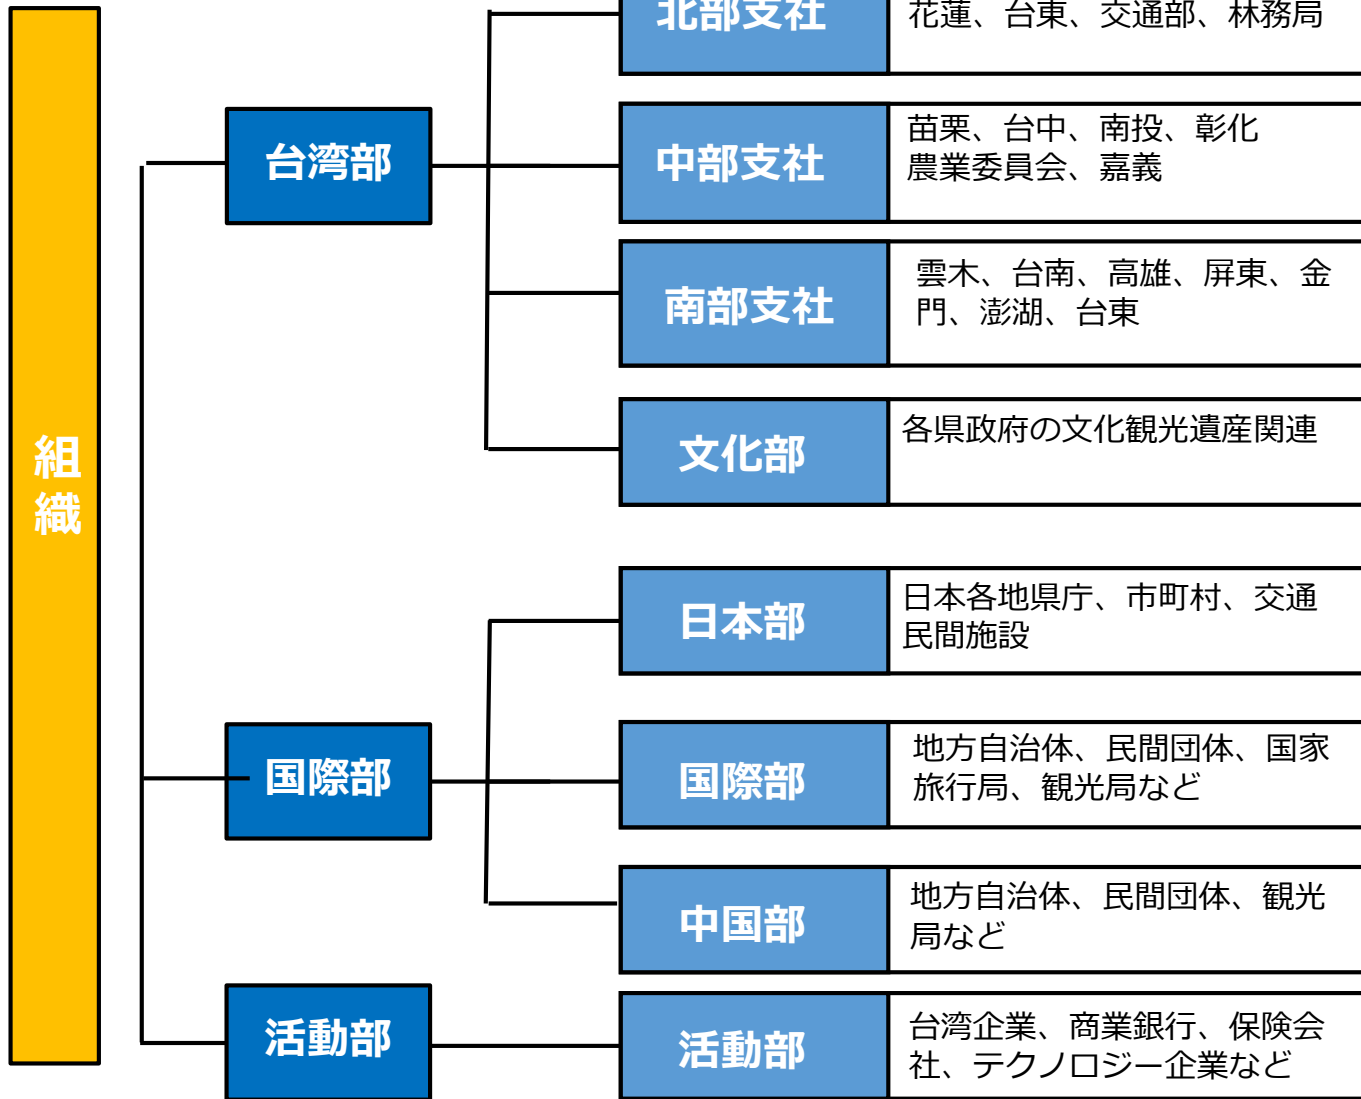 組
織
台湾部
国際部
活動部
北部支社
花蓮、台東、交通部、林務局
中部支社
苗栗、台中、南投、彰化
農業委員会、嘉義
南部支社
雲木、台南、高雄、屏東、金
門、澎湖、台東
文化部
各県政府の文化観光遺産関連
日本部
日本各地県庁、市町村、交通
民間施設
国際部
地方自治体、民間団体、国家
旅行局、観光局など
中国部
地方自治体、民間団体、観光
局など
活動部
台湾企業、商業銀行、保険会
社、テクノロジー企業など